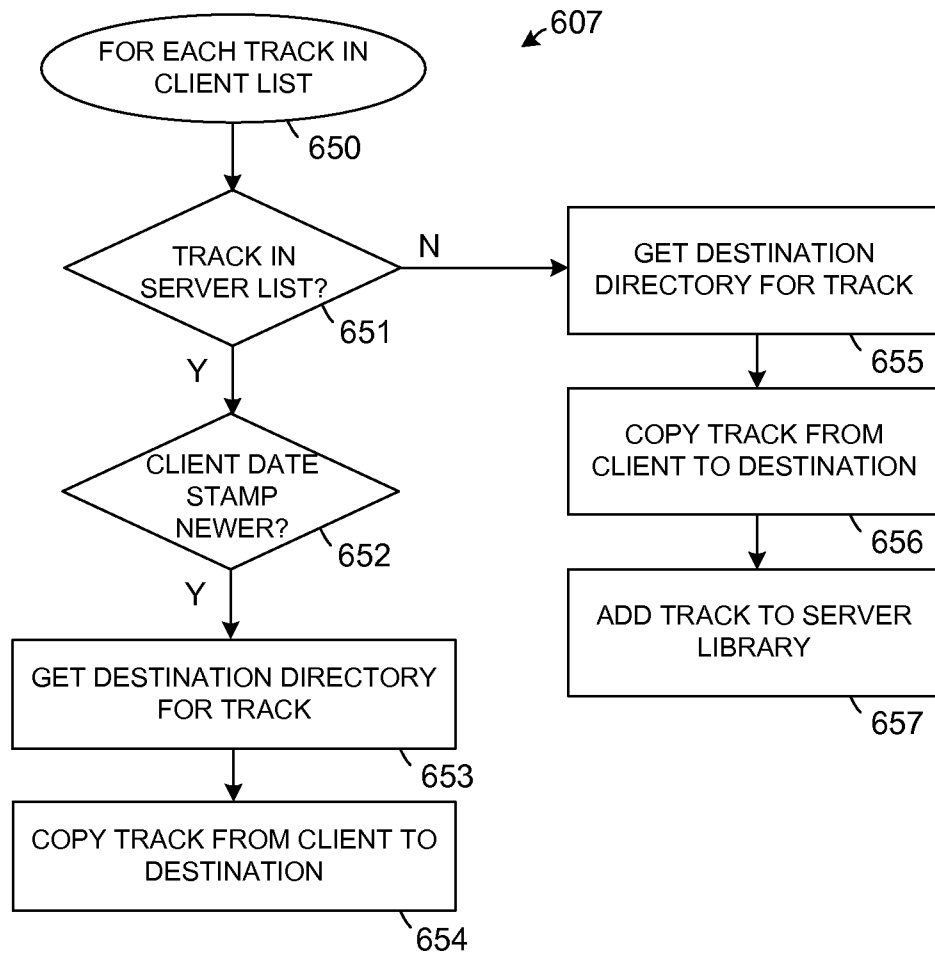 607
FOR EACH TRACK IN
CLIENT LIST
650
TRACK IN
SERVER LIST?
651
N
Y
CLIENT DATE
STAMP
NEWER?
652
Y
GET DESTINATION DIRECTORY
FOR TRACK
653
COPY TRACK FROM CLIENT TO
DESTINATION
654
GET DESTINATION
DIRECTORY FOR TRACK
655
COPY TRACK FROM
CLIENT TO DESTINATION
656
ADD TRACK TO SERVER
LIBRARY
657